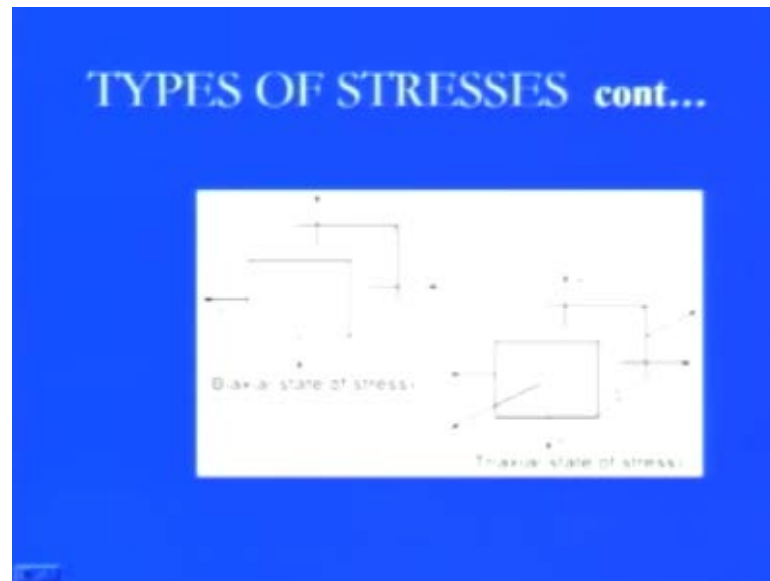 TYPES OF STRESSES cont...
Biaxial state of stress
Triaxial state of stress